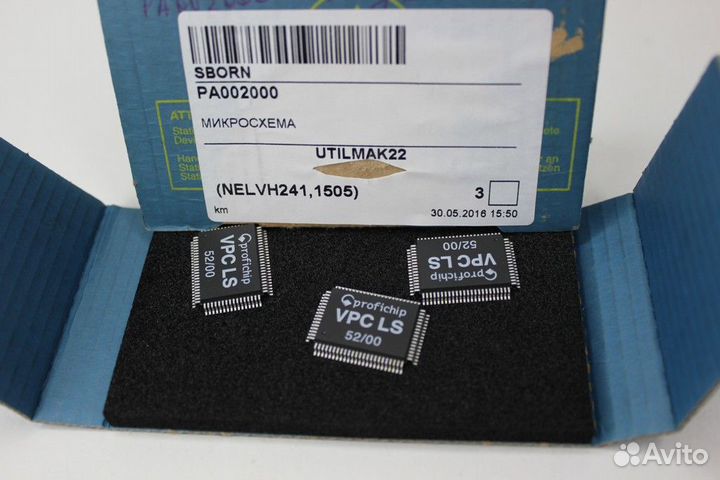 SBORN
PA002000
МИКРОСХЕМА
UTILMAK22
(NELVH241,1505)
3
km
30.05.2016 15:50
profichip
VPC LS
52/00
profichip
VPC LS
52/00
profichip
VPC LS
52/00
Avito